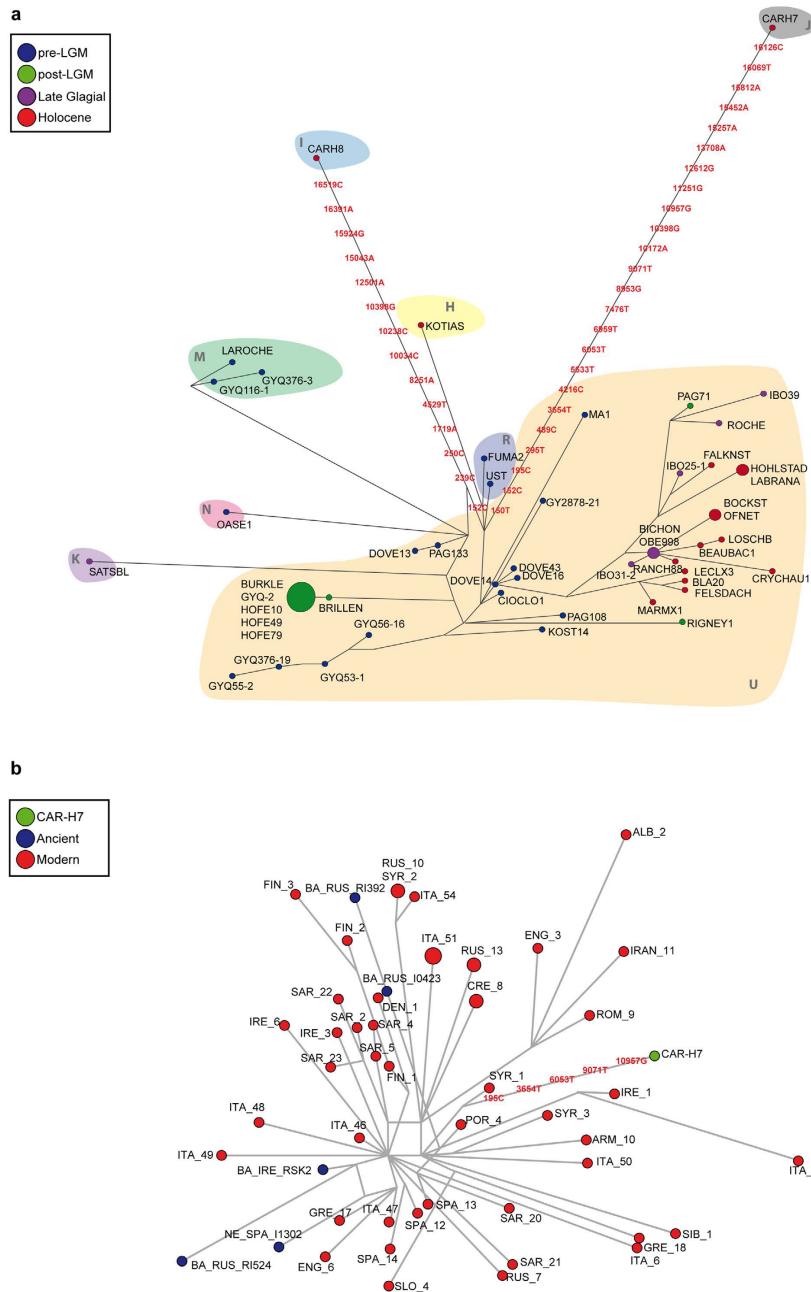 a
pre-LGM
post-LGM
Late Glagial
Holocene
CARH7
J
16126C
16069T
15812A
15452A
15257A
13708A
12612G
11251G
10957G
10398G
10172A
9071T
8953G
7476T
6959T
6053T
5633T
4216C
3654T
489C
295T
195C
152C
150T
I
CARH8
16519C
16391A
15924G
15043A
12501A
10398G
10238C
10034C
8251A
4529T
1719A
250C
239C
152C
H
KOTIAS
M
LAROCHE
GYQ376-3
GYQ116-1
R
FUMA2
UST
MA1
PAG71
IBO39
ROCHE
FALKNST
IBO25-1
HOHLSTAD
LABRANA
N
OASE1
GY2878-21
BOCKST
OFNET
BICHON
OBE998
LOSCHB
BEAUBAC1
K
SATSBL
DOVE13
PAG133
DOVE43
DOVE16
DOVE14
CIOCLO1
IBO31-2
RANCH88
LECLX3
CRYCHAU1
BLA20
FELSDACH
MARMX1
BURKLE
GYQ-2
HOFE10
HOFE49
HOFE79
BRILLEN
GYQ56-16
PAG108
KOST14
RIGNEY1
GYQ376-19
GYQ55-2
GYQ53-1
U
b
CAR-H7
Ancient
Modern
ALB_2
RUS_10
SYR_2
FIN_3
BA_RUS_RI392
ITA_54
FIN_2
ITA_51
RUS_13
ENG_3
IRAN_11
BA_RUS_I0423
CRE_8
SAR_22
DEN_1
ROM_9
IRE_6
SAR_2
SAR_4
IRE_3
SAR_5
SAR_23
FIN_1
SYR_1
CAR-H7
195C
3654T
6053T
9071T
10957G
IRE_1
ITA_48
ITA_46
POR_4
SYR_3
ITA_49
ARM_10
ITA_50
ITA_
BA_IRE_RSK2
SPA_13
GRE_17
ITA_47
SPA_12
SAR_20
NE_SPA_I1302
SIB_1
GRE_18
ITA_6
BA_RUS_RI524
ENG_6
SPA_14
SAR_21
RUS_7
SLO_4